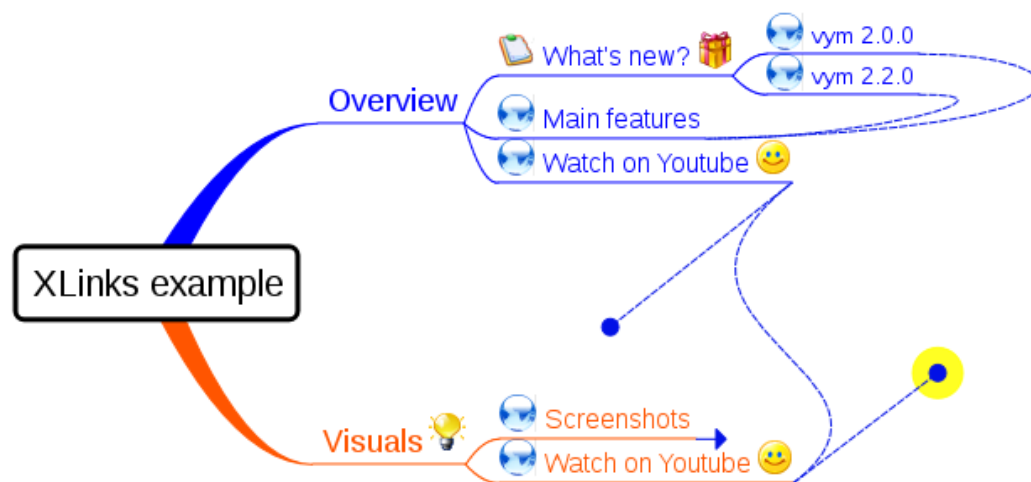 What's new?
vym 2.0.0
vym 2.2.0
Overview
Main features
Watch on Youtube
XLinks example
Visuals
Screenshots
Watch on Youtube